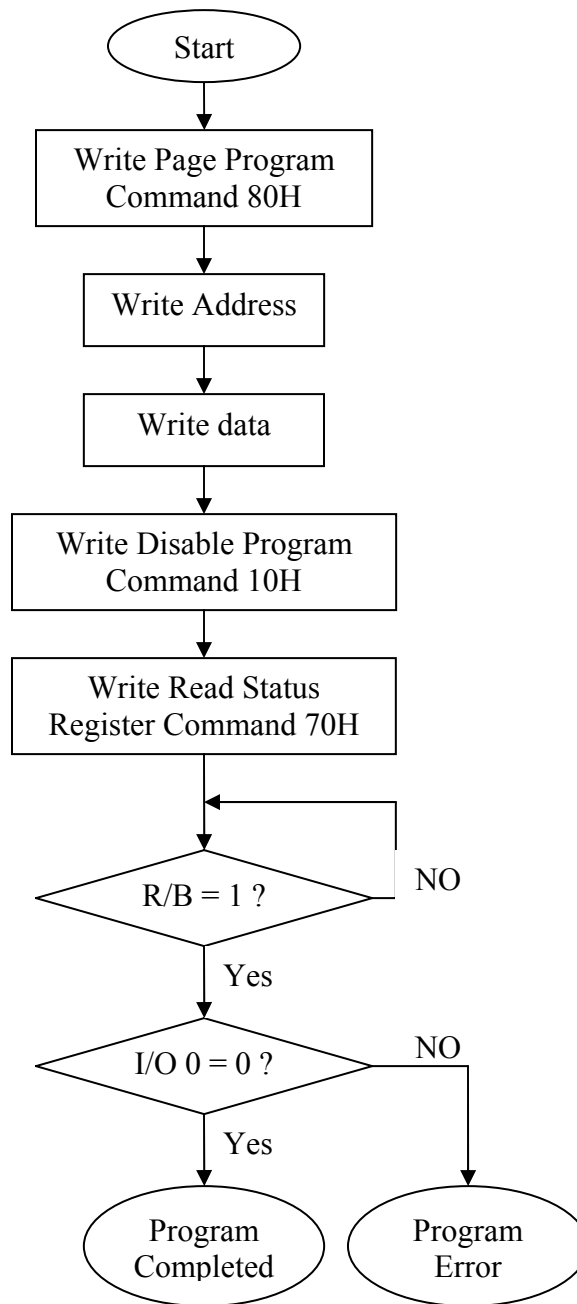 Start
Write Page Program
Command 80H
Write Address
Write data
Write Disable Program
Command 10H
Write Read Status
Register Command 70H
R/B = 1 ?
NO
Yes
I/O 0 = 0 ?
NO
Yes
Program
Completed
Program
Error